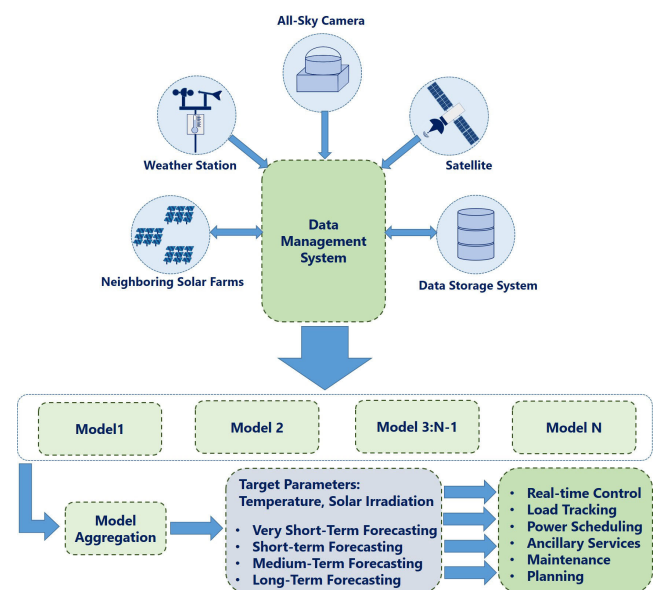 All-Sky Camera
Weather Station
Satellite
Data
Management
System
Neighboring Solar Farms
Data Storage System
Model1
Model 2
Model 3:N-1
Model N
Model
Aggregation
Target Parameters:
Temperature, Solar Irradiation
• Very Short-Term Forecasting
• Short-term Forecasting
• Medium-Term Forecasting
• Long-Term Forecasting
• Real-time Control
• Load Tracking
• Power Scheduling
• Ancillary Services
• Maintenance
• Planning